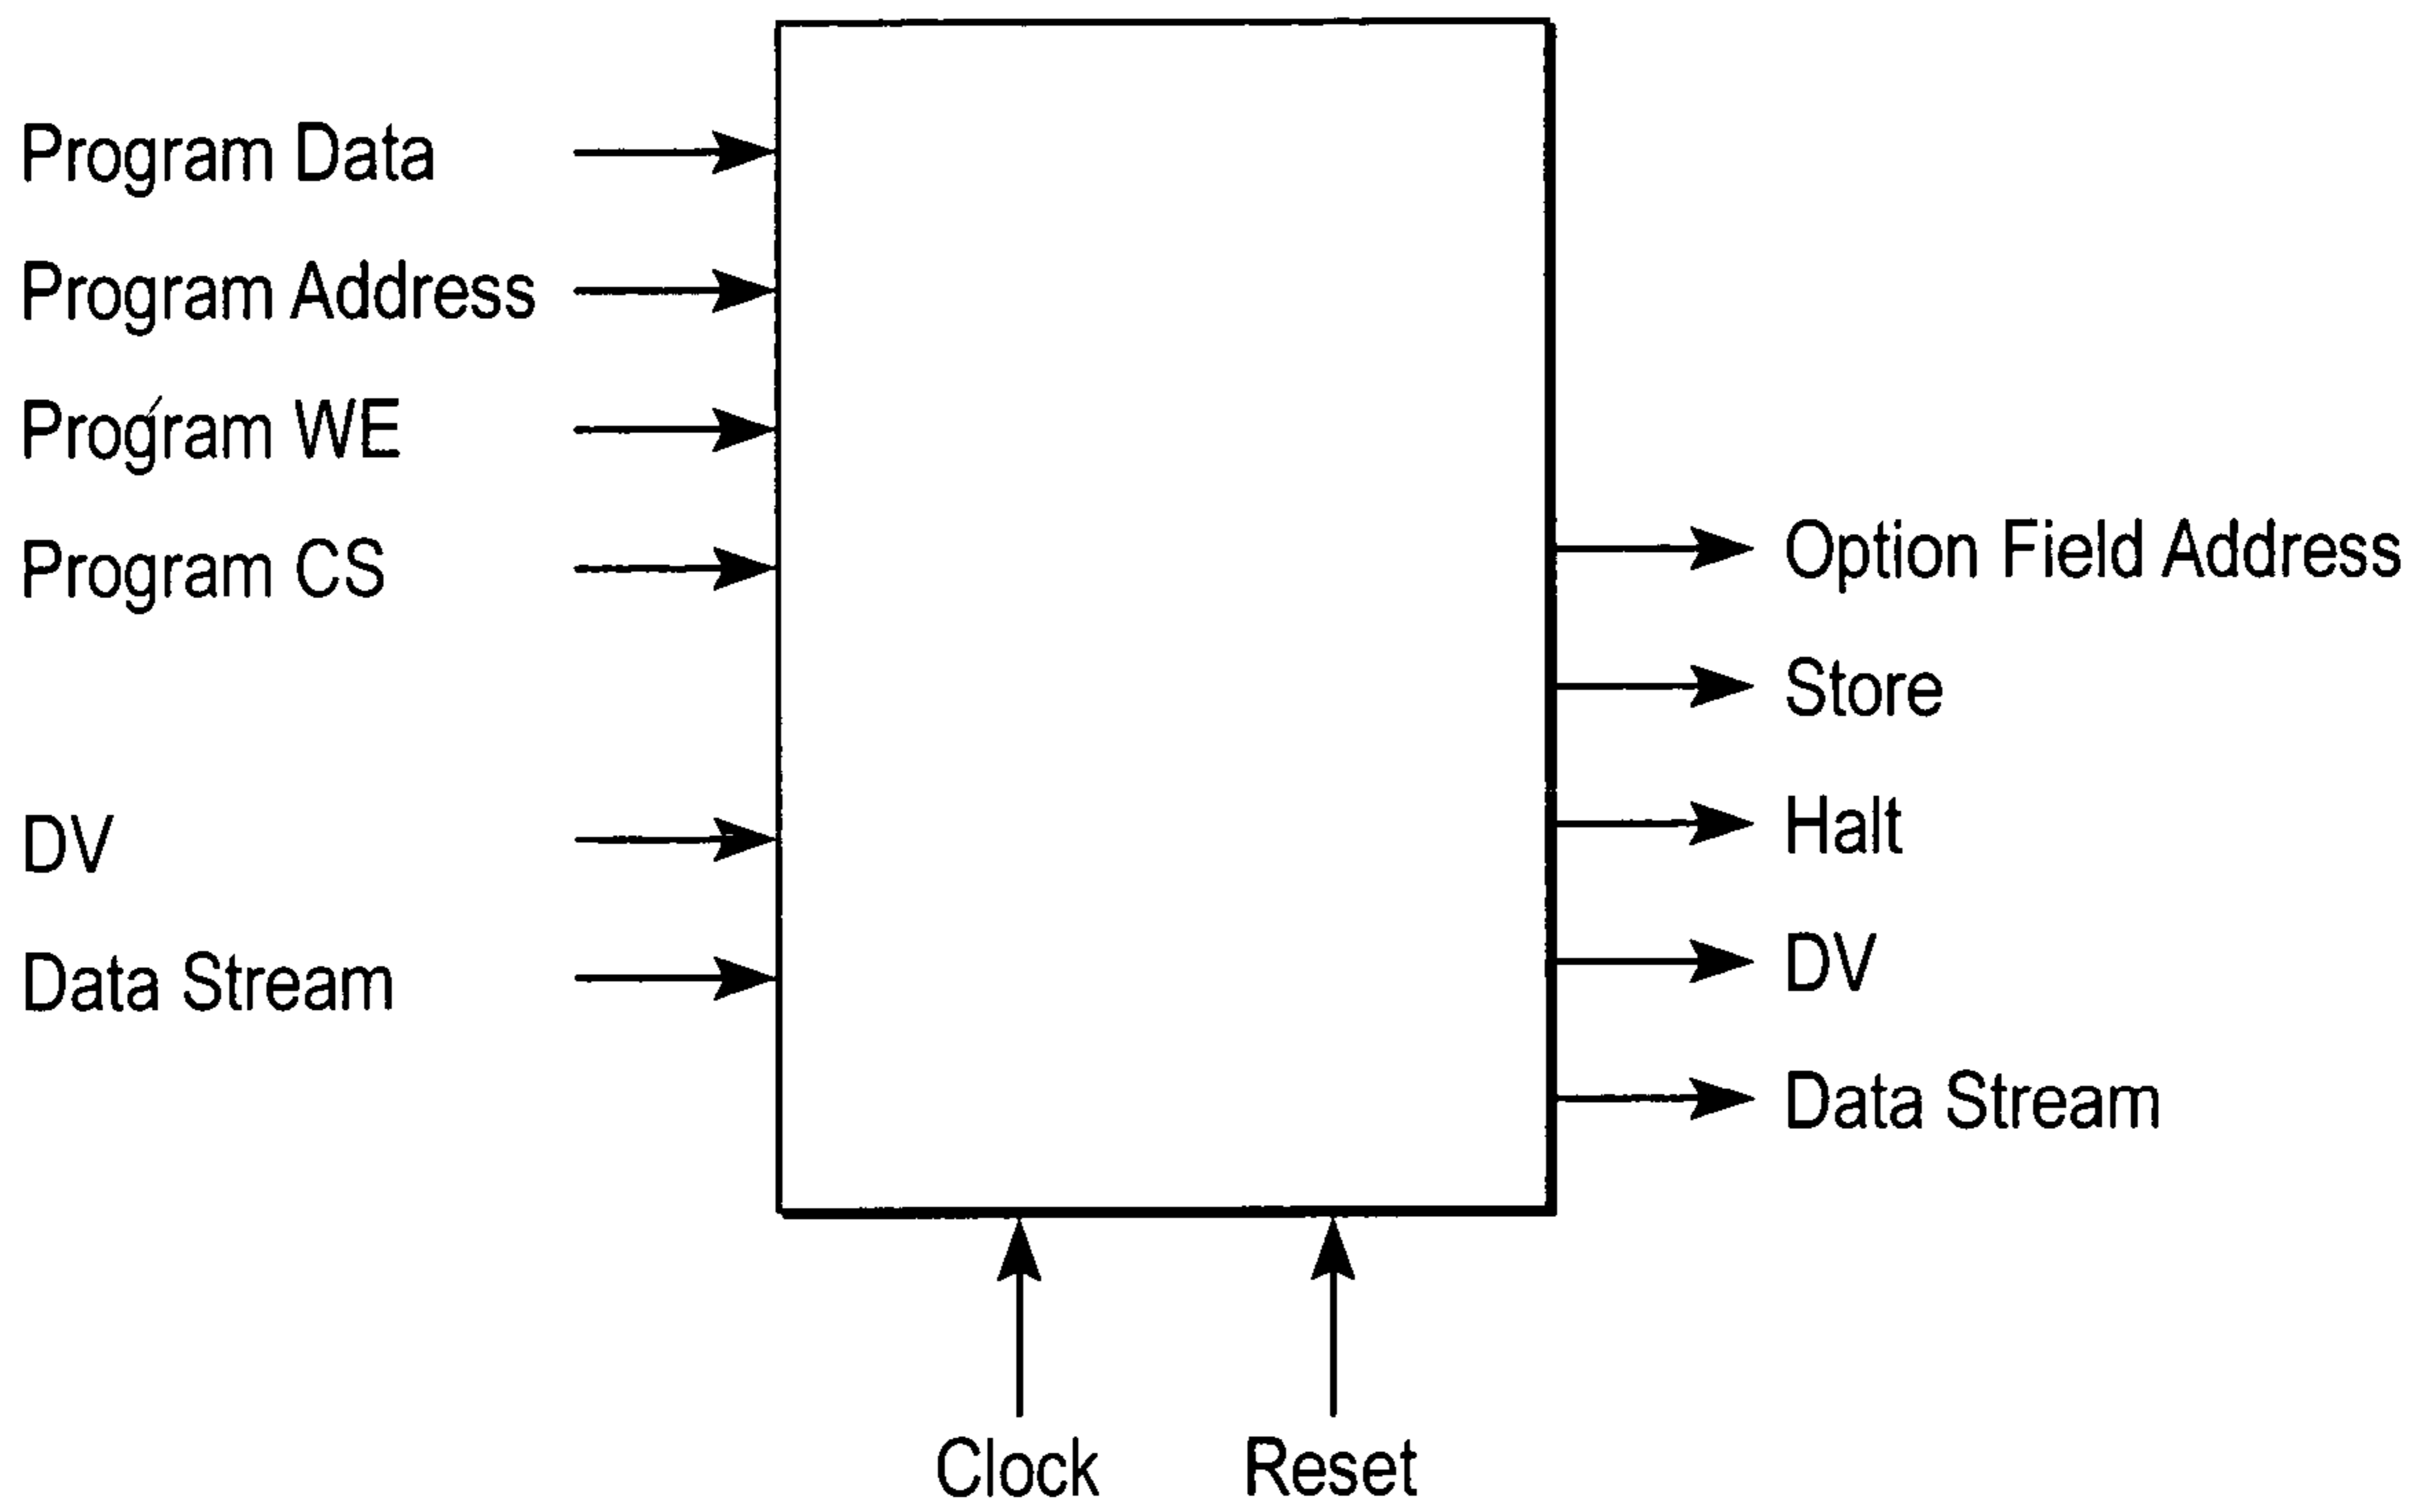 Program Data
Program Address
Program WE
Program CS
DV
Data Stream
Option Field Address
Store
Halt
DV
Data Stream
Clock
Reset